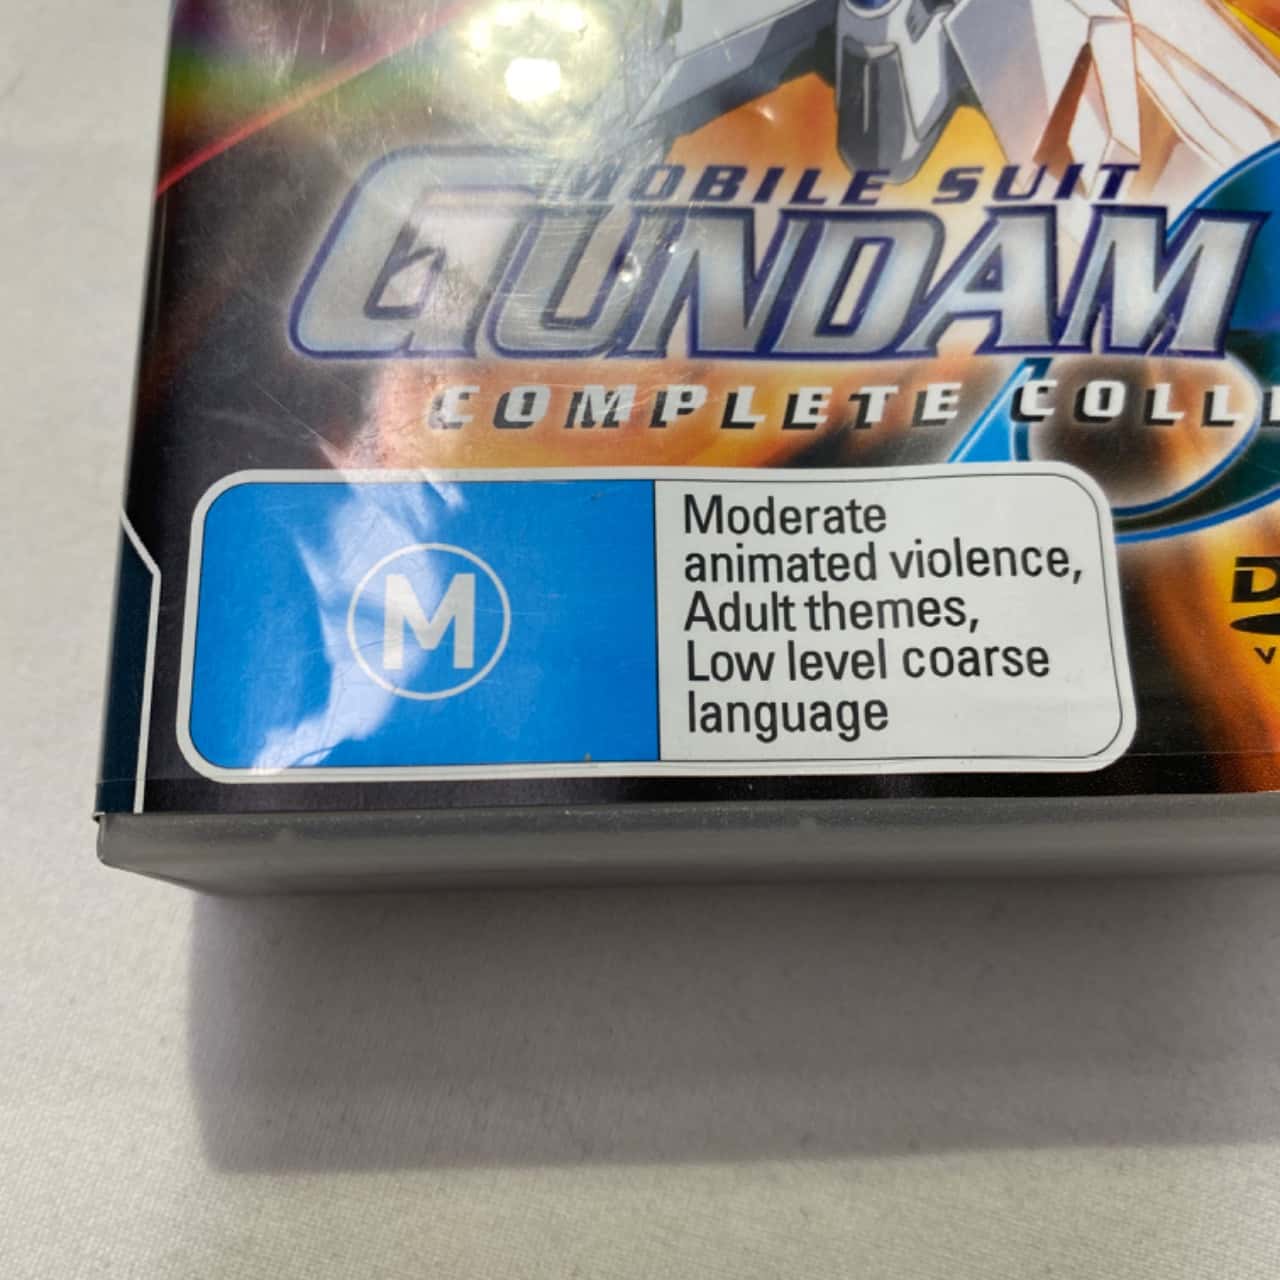 MOBILE SUIT
GUNDAM
COMPLETE
M
Moderate
animated violence,
Adult themes,
Low level coarse
language